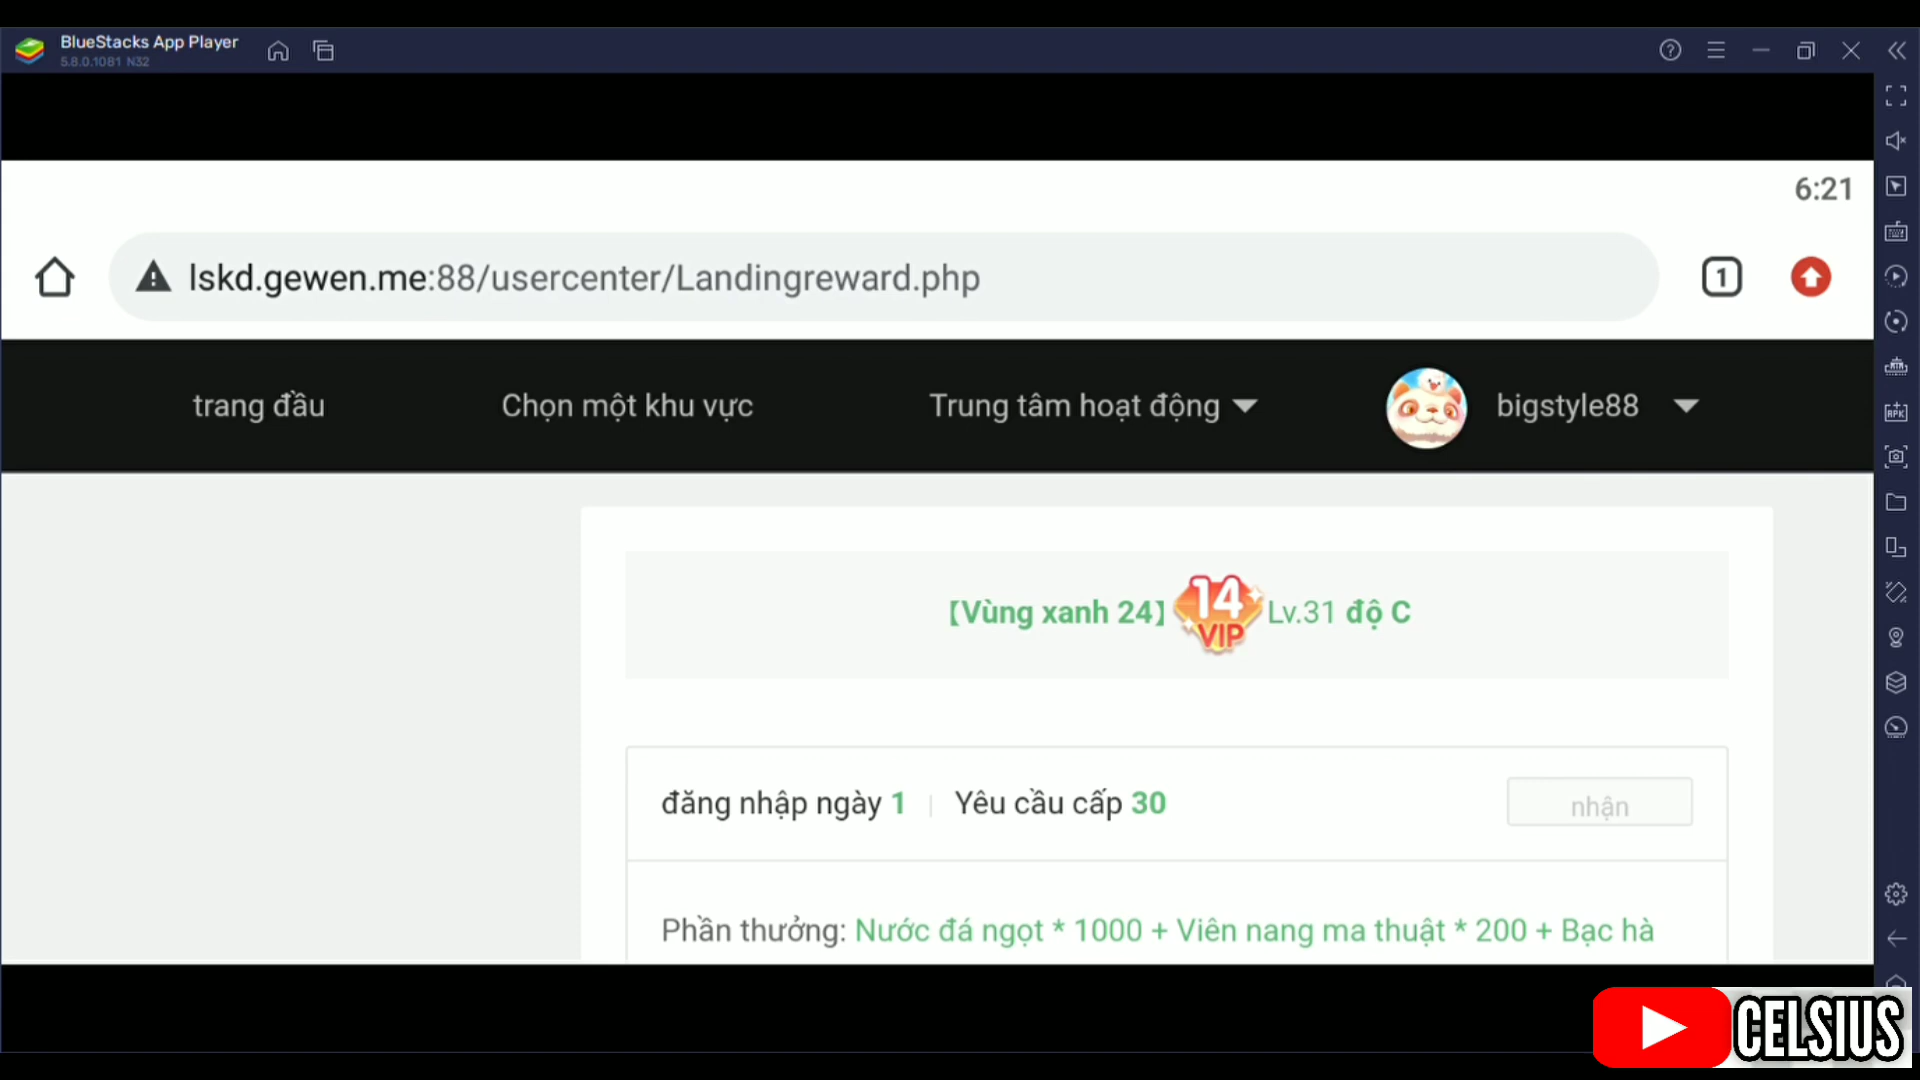 BlueStacks App Player
5.8.0.1081 N32
6:21
1
lskd.gewen.me:88/usercenter/Landingreward.php
trang đầu
Chọn một khu vực
Trung tâm hoạt động
bigstyle88
【Vùng xanh 24】 14 VIP Lv.31 độ C
đăng nhập ngày 1 | Yêu cầu cấp 30
nhận
Phần thưởng: Nước đá ngọt * 1000 + Viên nang ma thuật * 200 + Bạc hà
CELSIUS